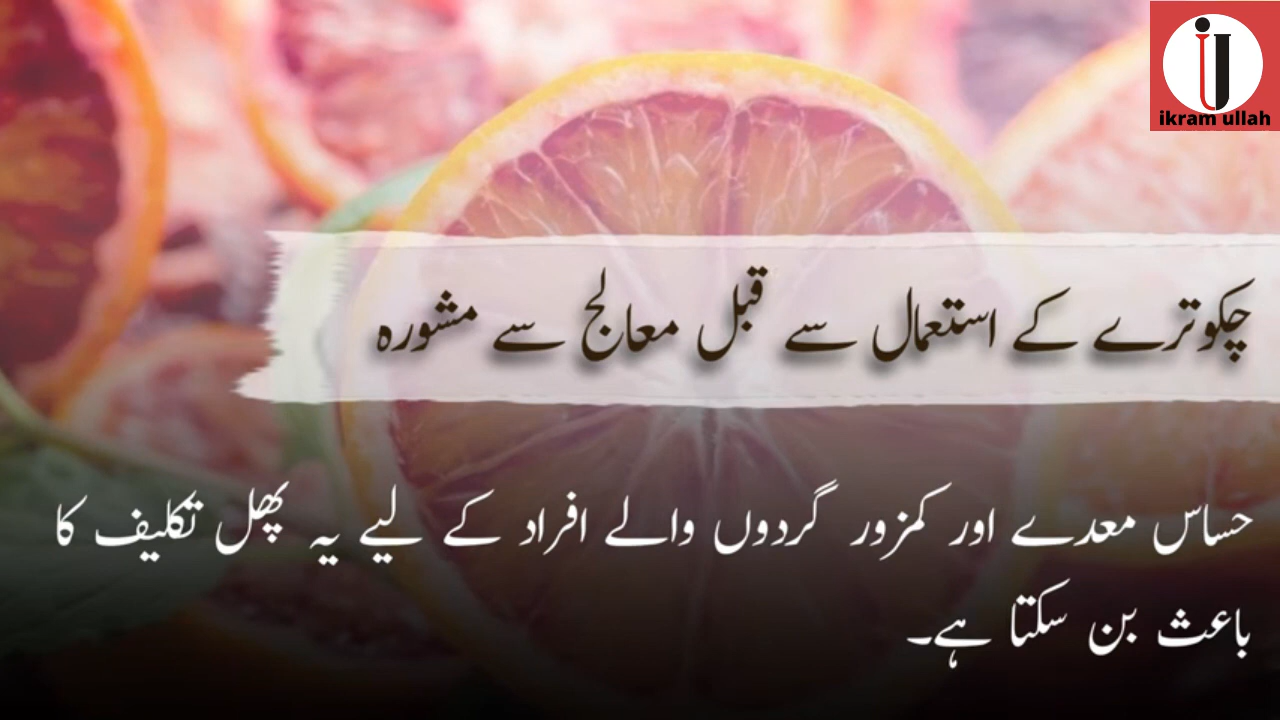 ikram ullah
چکوترے کے استعمال سے قبل معالج سے مشورہ
حساس معدے اور کمزور گردوں والے افراد کے لیے یہ پھل تکلیف کا
باعث بن سکتا ہے۔